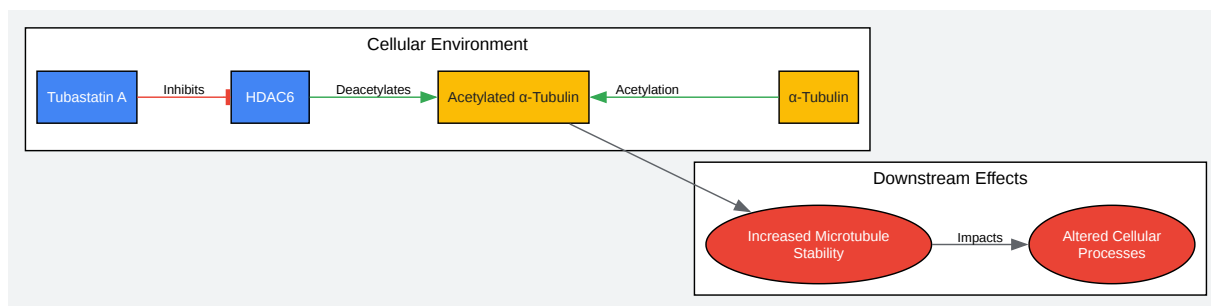 Cellular Environment
Tubastatin A
Inhibits
HDAC6
Deacetylates
Acetylated α-Tubulin
Acetylation
α-Tubulin
Downstream Effects
Increased Microtubule
Stability
Impacts
Altered Cellular
Processes